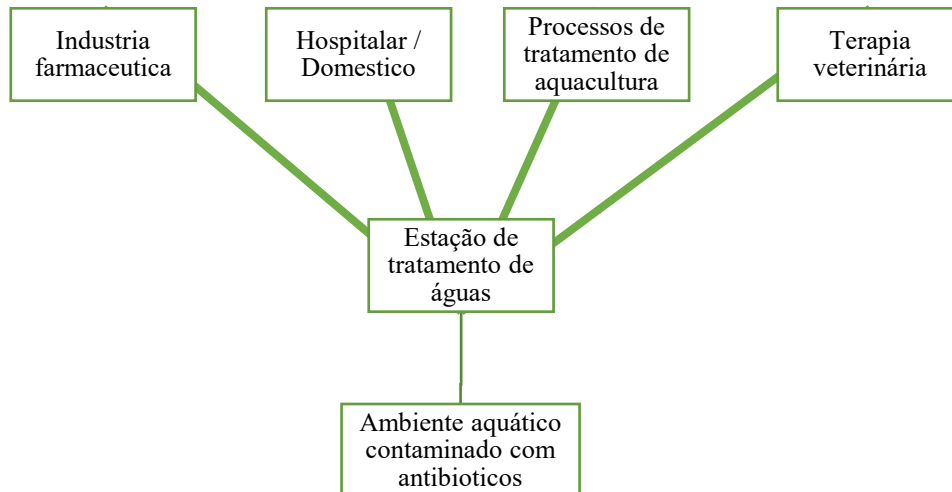 Industria
farmaceutica
Hospitalar /
Domestico
Processos de
tratamento de
aquacultura
Terapia
veterinária
Estação de
tratamento de
águas
Ambiente aquático
contaminado com
antibioticos